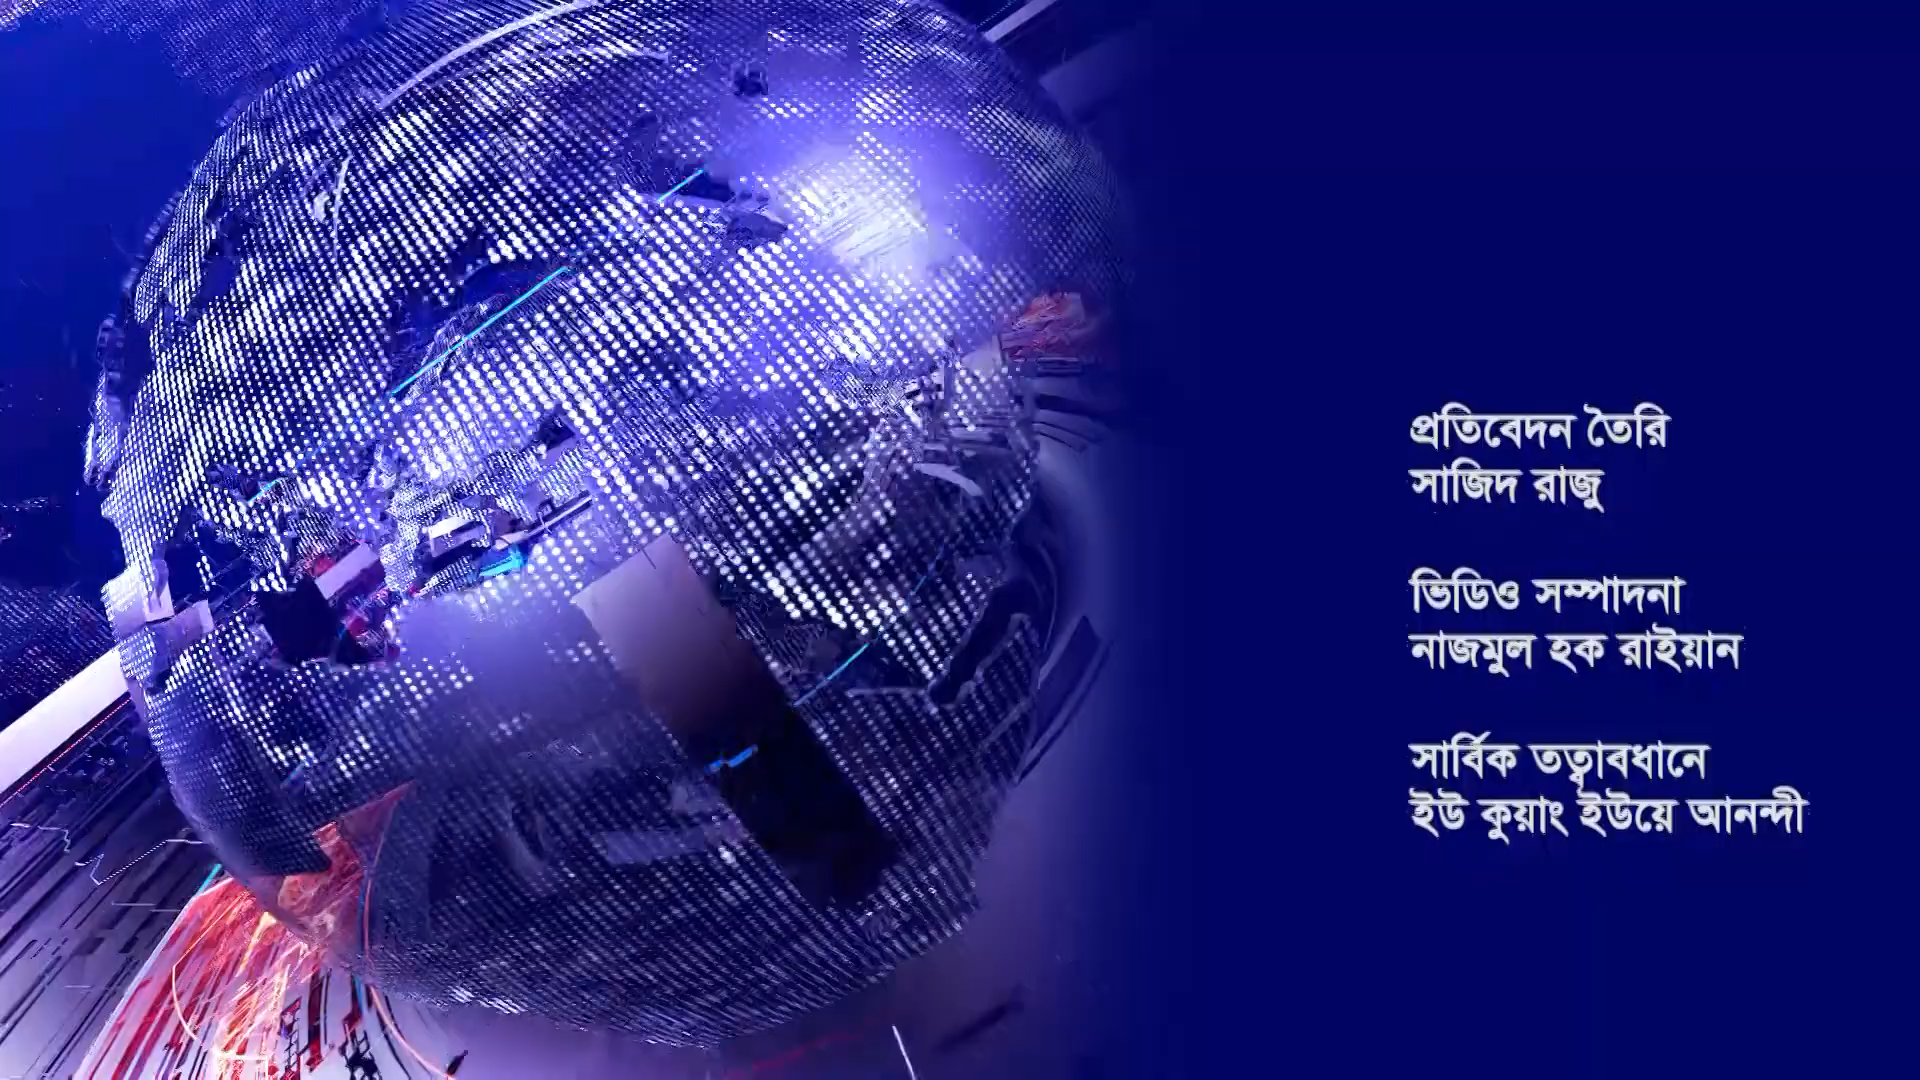 প্রতিবেদন তৈরি
সাজিদ রাজু
ভিডিও সম্পাদনা
নাজমুল হক রাইয়ান
সার্বিক তত্ত্বাবধানে
ইউ কুয়াং ইউয়ে আনন্দী